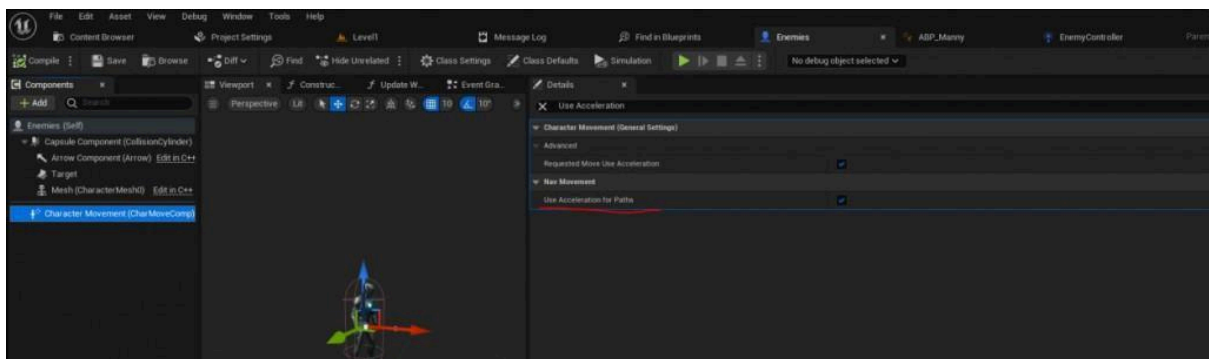 File Edit Asset View Debug Window Tools Help
Content Browser Project Settings Level1 Message Log Find in Blueprints Enemies ABP_Manny EnemyController Paren
Compile Save Browse Diff Find Hide Unrelated Class Settings Class Defaults Simulation No debug object selected
Components Viewport Construc... Update W... Event Gra... Details
+ Add Search Perspective Lit 10 10° Use Acceleration
Enemies (Self) Character Movement (General Settings)
Capsule Component (CollisionCylinder) Advanced
Arrow Component (Arrow) Edit in C++ Requested Move Use Acceleration
Target Nav Movement
Mesh (CharacterMesh0) Edit in C++ Use Acceleration for Paths
Character Movement (CharMoveComp)